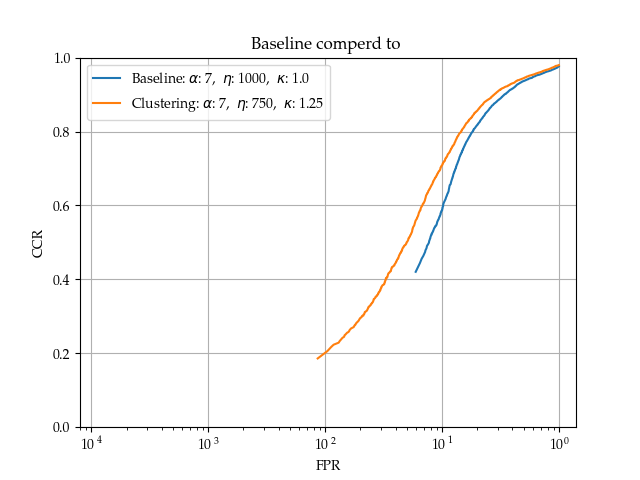 Baseline comperd to
Baseline: α: 7, η: 1000, κ: 1.0
Clustering: α: 7, η: 750, κ: 1.25
1.0
0.8
0.6
0.4
0.2
0.0
CCR
10^4 10^3 10^2 10^1 10^0
FPR